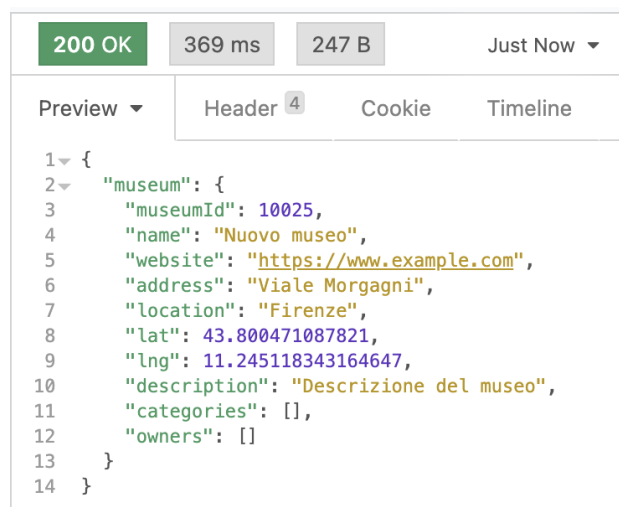 200 OK 369 ms 247 B Just Now
Preview Header 4 Cookie Timeline
1 {
2 "museum": {
3 "museumId": 10025,
4 "name": "Nuovo museo",
5 "website": "https://www.example.com",
6 "address": "Viale Morgagni",
7 "location": "Firenze",
8 "lat": 43.800471087821,
9 "lng": 11.245118343164647,
10 "description": "Descrizione del museo",
11 "categories": [],
12 "owners": []
13 }
14 }